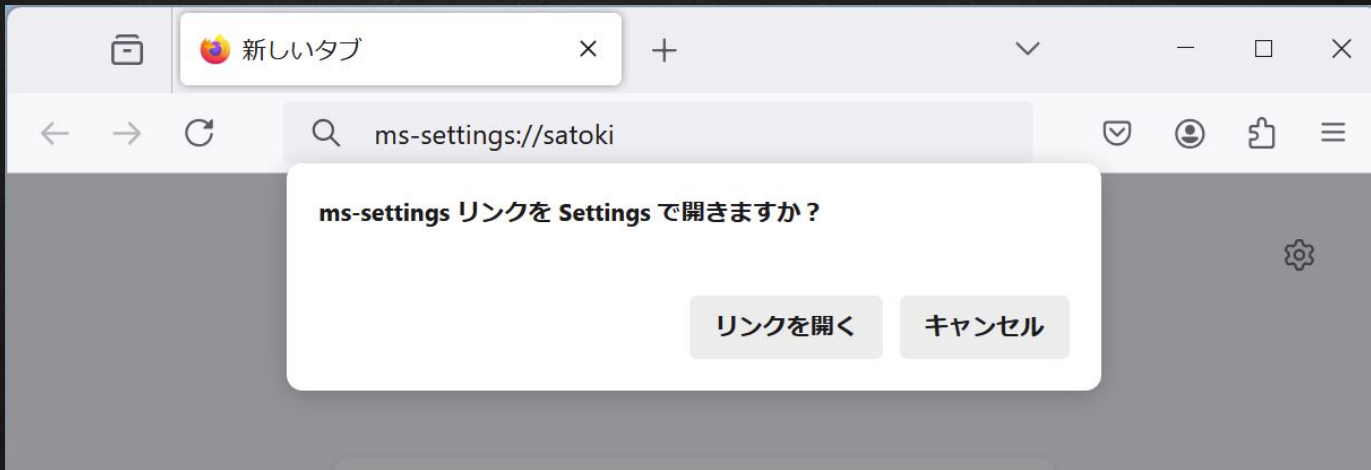 新しいタブ
ms-settings://satoki
ms-settings リンクを Settings で開きますか？
リンクを開く
キャンセル